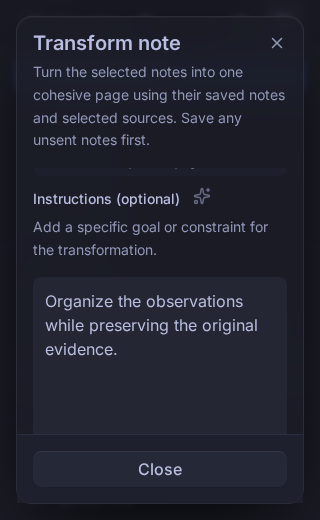 Transform note
Turn the selected notes into one
cohesive page using their saved notes
and selected sources. Save any
unsent notes first.
Instructions (optional)
Add a specific goal or constraint for
the transformation.
Organize the observations
while preserving the original
evidence.
Close